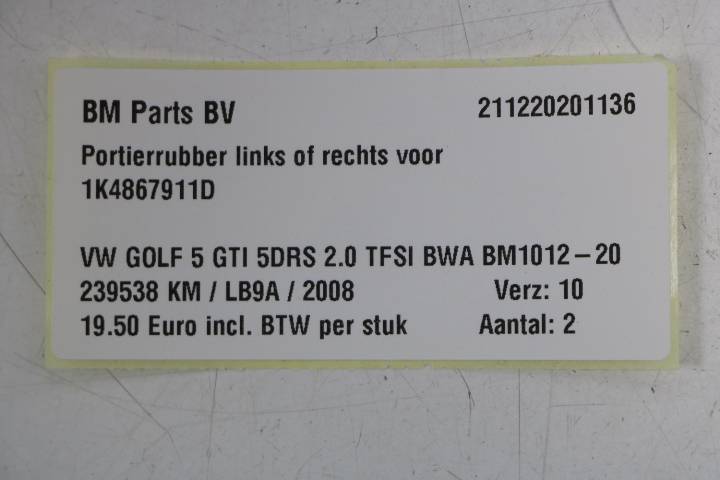 BM Parts BV 211220201136
Portierrubber links of rechts voor
1K4867911D
VW GOLF 5 GTI 5DRS 2.0 TFSI BWA BM1012-20
239538 KM / LB9A / 2008 Verz: 10
19.50 Euro incl. BTW per stuk Aantal: 2